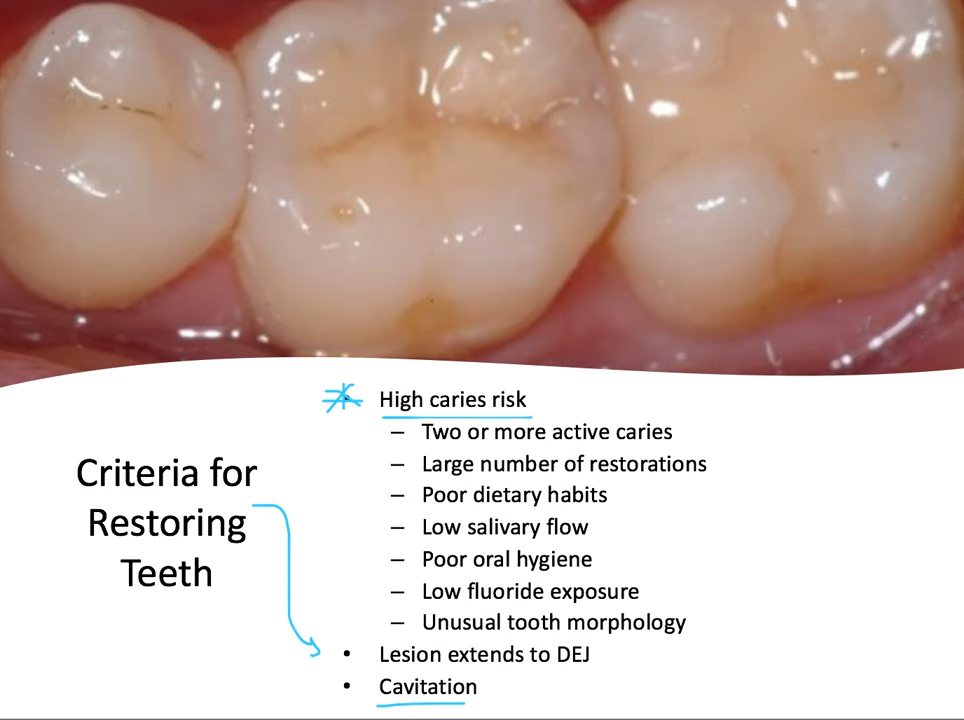 Criteria for
Restoring
Teeth
• High caries risk
– Two or more active caries
– Large number of restorations
– Poor dietary habits
– Low salivary flow
– Poor oral hygiene
– Low fluoride exposure
– Unusual tooth morphology
• Lesion extends to DEJ
• Cavitation